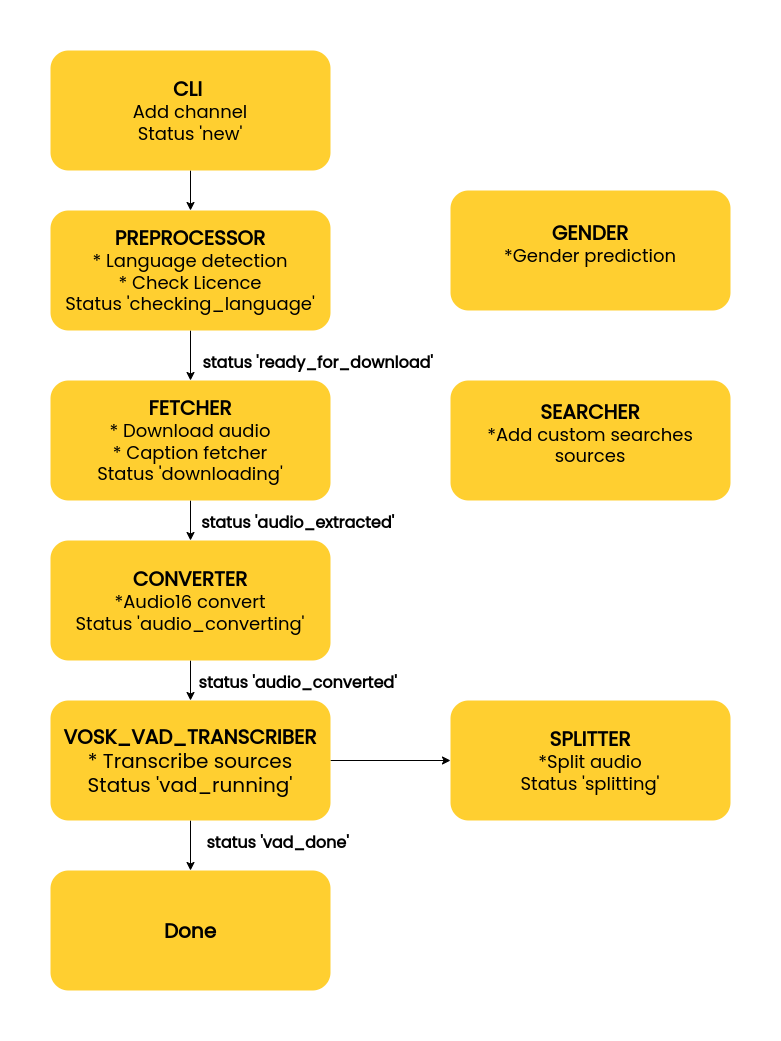 CLI
Add channel
Status 'new'
PREPROCESSOR
* Language detection
* Check Licence
Status 'checking_language'
GENDER
*Gender prediction
status 'ready_for_download'
FETCHER
* Download audio
* Caption fetcher
Status 'downloading'
SEARCHER
*Add custom searches
sources
status 'audio_extracted'
CONVERTER
*Audio16 convert
Status 'audio_converting'
status 'audio_converted'
VOSK_VAD_TRANSCRIBER
* Transcribe sources
Status 'vad_running'
SPLITTER
*Split audio
Status 'splitting'
status 'vad_done'
Done